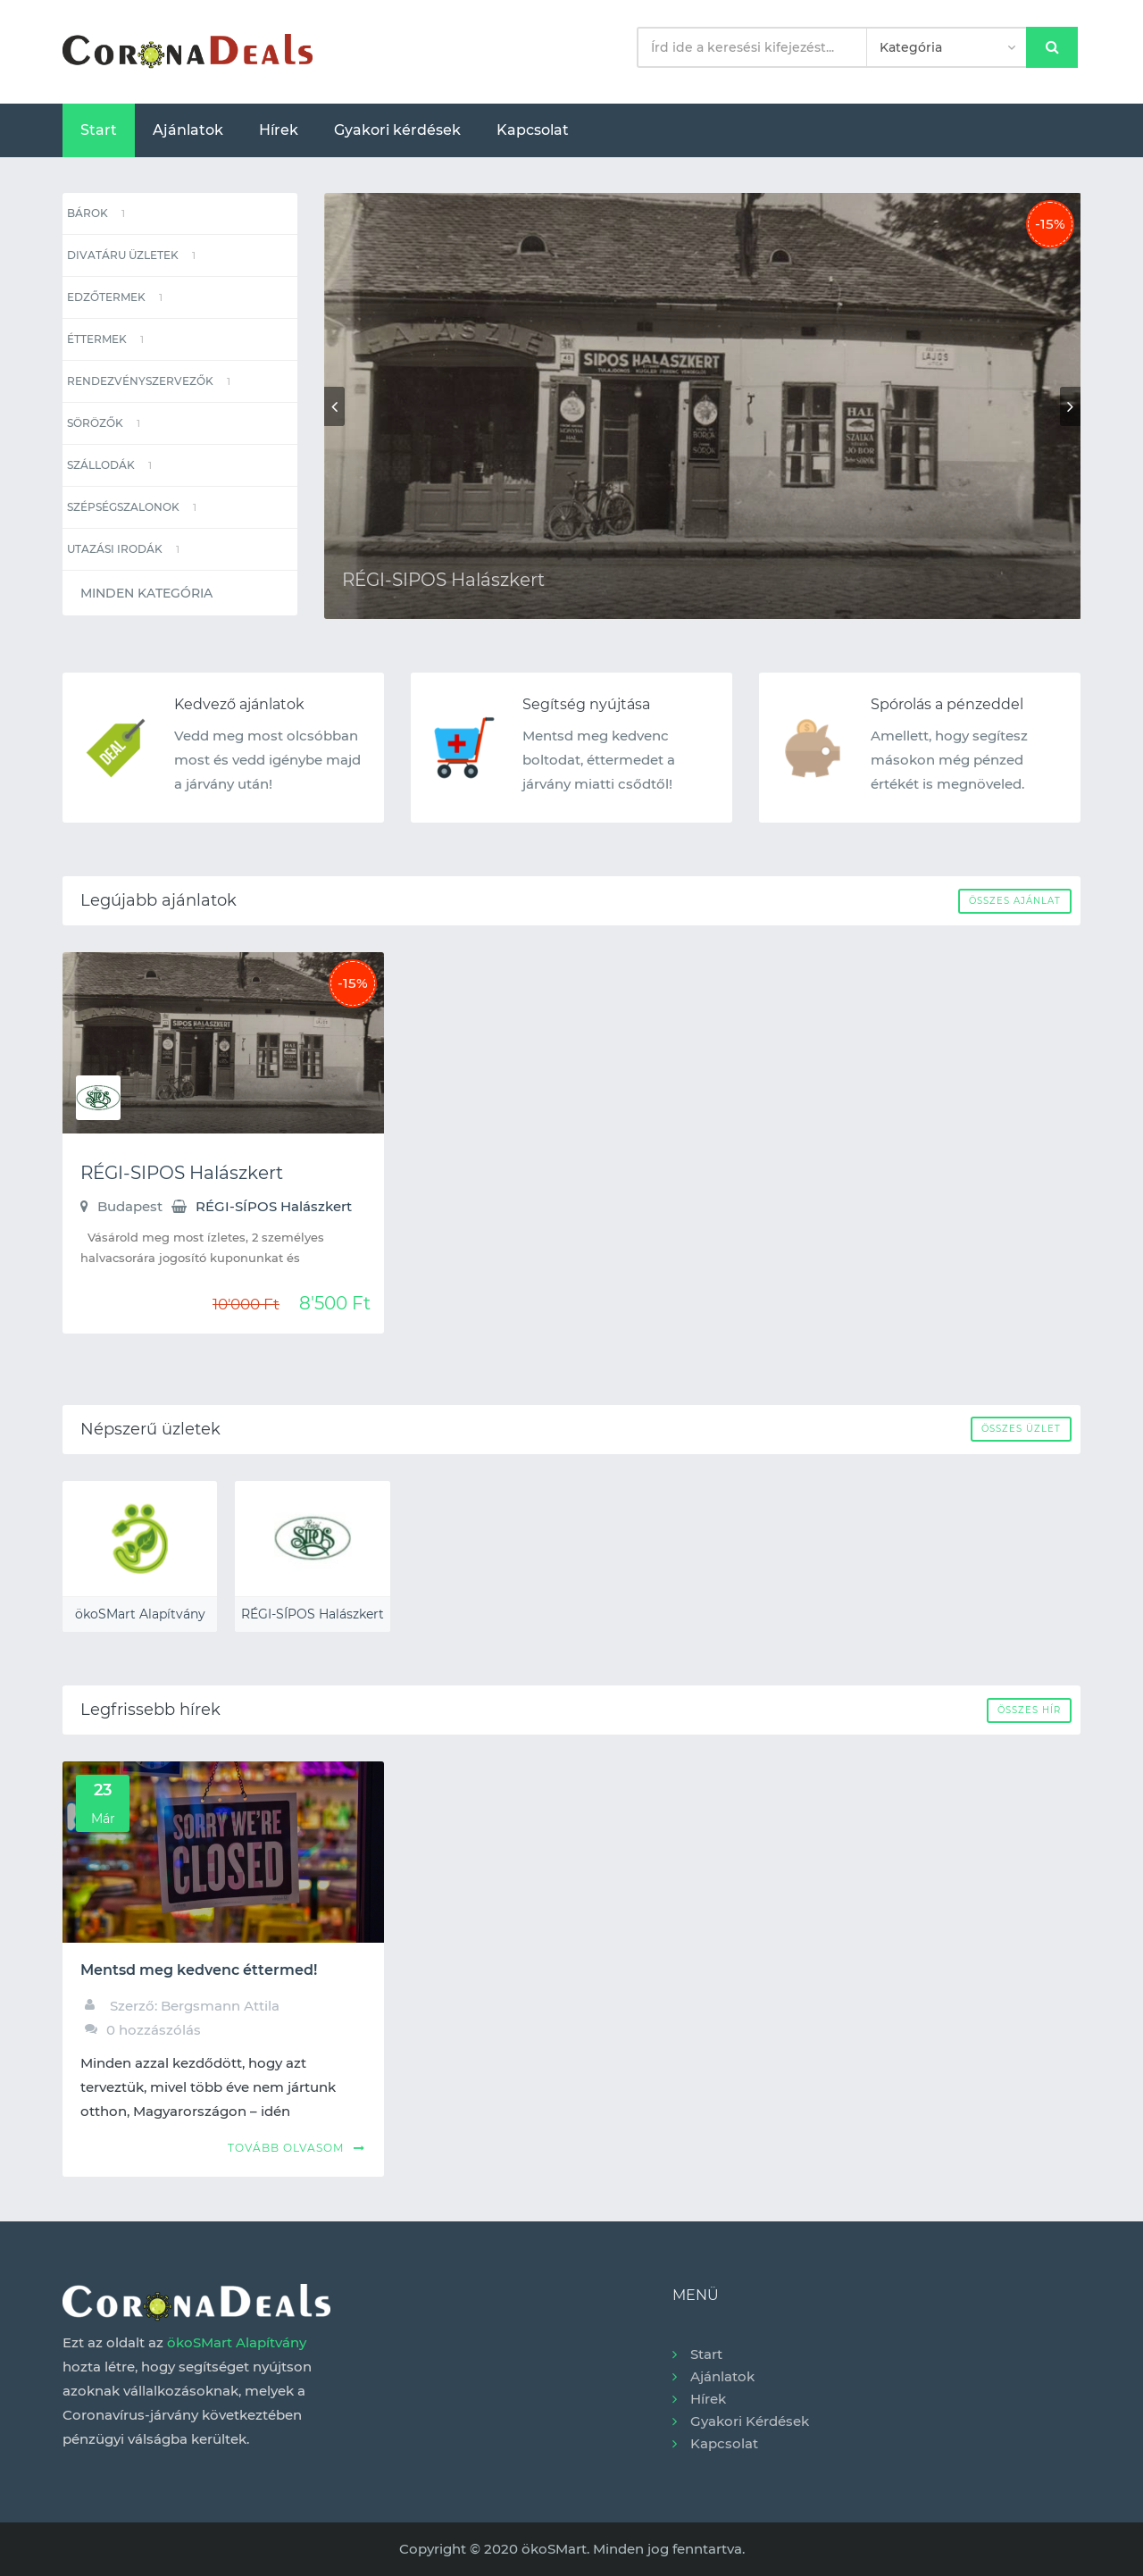 CoronaDeals
Írd ide a keresési kifejezést...
Kategória
Start
Ajánlatok
Hírek
Gyakori kérdések
Kapcsolat
BÁROK 1
DIVATÁRU ÜZLETEK 1
EDZŐTERMEK 1
ÉTTERMEK 1
RENDEZVÉNYSZERVEZŐK 1
SÖRÖZŐK 1
SZÁLLODÁK 1
SZÉPSÉGSZALONOK 1
UTAZÁSI IRODÁK 1
MINDEN KATEGÓRIA
-15%
HALÁSZKERT
SIPOS HALÁSZKERT
LAJOS
HAL
SZÁLKA
JÓ BOR
BOROK
SÖRÖK
RÉGI-SIPOS Halászkert
DEAL
Kedvező ajánlatok
Vedd meg most olcsóbban
most és vedd igénybe majd
a járvány után!
Segítség nyújtása
Mentsd meg kedvenc
boltodat, éttermedet a
járvány miatti csődtől!
Spórolás a pénzeddel
Amellett, hogy segítesz
másokon még pénzed
értékét is megnöveled.
Legújabb ajánlatok
ÖSSZES AJÁNLAT
-15%
SIPOS HALÁSZKERT
SIPOS
RÉGI-SIPOS Halászkert
Budapest RÉGI-SÍPOS Halászkert
Vásárold meg most ízletes, 2 személyes
halvacsorára jogosító kuponunkat és
10'000 Ft 8'500 Ft
Népszerű üzletek
ÖSSZES ÜZLET
Régi
SIPOS
ökoSMart Alapítvány
RÉGI-SÍPOS Halászkert
Legfrissebb hírek
ÖSSZES HÍR
23
Már
SORRY WE'RE
CLOSED
Mentsd meg kedvenc éttermed!
Szerző: Bergsmann Attila
0 hozzászólás
Minden azzal kezdődött, hogy azt
terveztük, mivel több éve nem jártunk
otthon, Magyarországon – idén
TOVÁBB OLVASOM
CoronaDeals
Ezt az oldalt az ökoSMart Alapítvány
hozta létre, hogy segítséget nyújtson
azoknak vállalkozásoknak, melyek a
Coronavírus-járvány következtében
pénzügyi válságba kerültek.
MENÜ
Start
Ajánlatok
Hírek
Gyakori Kérdések
Kapcsolat
Copyright © 2020 ökoSMart. Minden jog fenntartva.